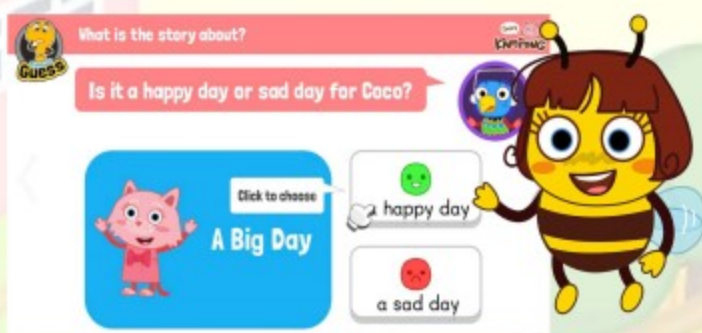 What is the story about?
Guess
Is it a happy day or sad day for Coco?
Click to choose
A Big Day
a happy day
a sad day